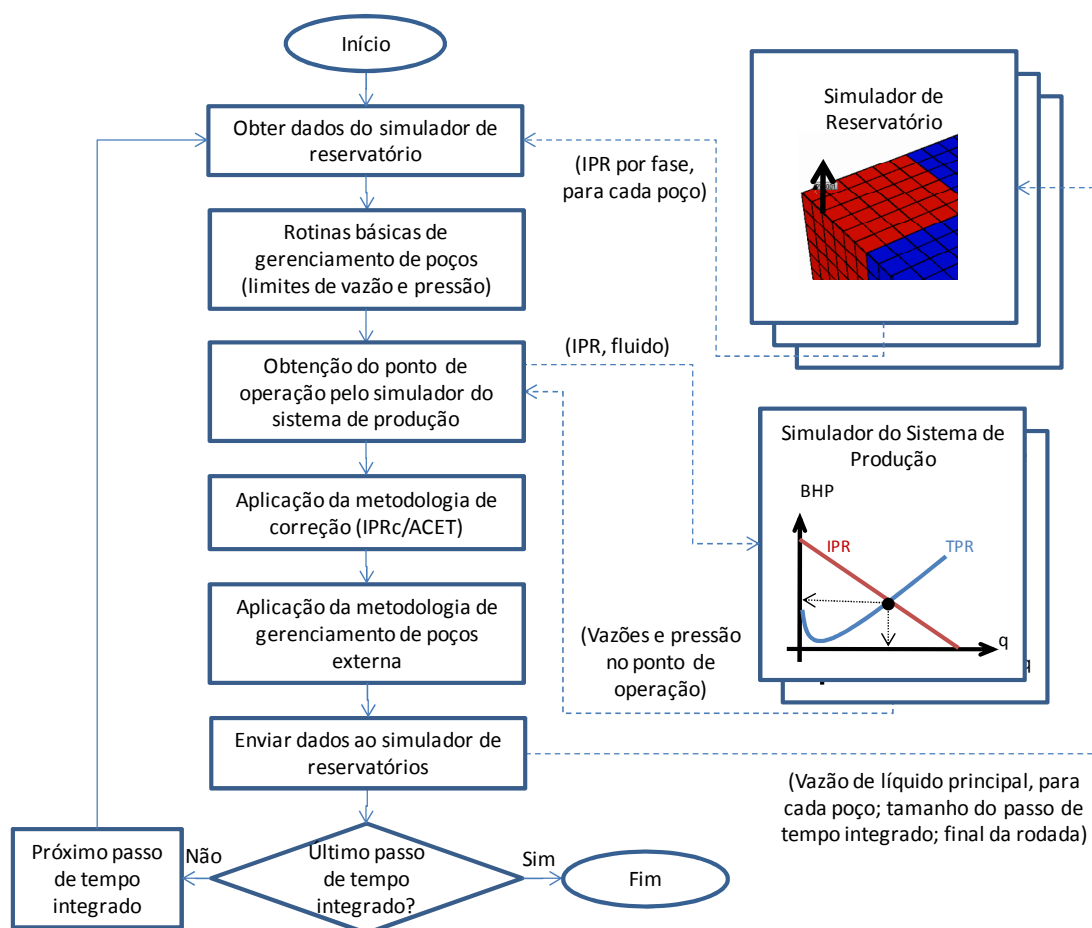 Início
Obter dados do simulador de
reservatório
Rotinas básicas de
gerenciamento de poços
(limites de vazão e pressão)
Obtenção do ponto de
operação pelo simulador do
sistema de produção
Aplicação da metodologia de
correção (IPRc/ACET)
Aplicação da metodologia de
gerenciamento de poços
externa
Enviar dados ao simulador de
reservatórios
Último passo
de tempo
integrado?
Não
Sim
Próximo passo
de tempo
integrado
Fim
(IPR por fase,
para cada poço)
(IPR, fluido)
(Vazões e pressão
no ponto de
operação)
Simulador de
Reservatório
Simulador do Sistema de
Produção
BHP
IPR
TPR
q
q
(Vazão de líquido principal, para
cada poço; tamanho do passo de
tempo integrado; final da rodada)